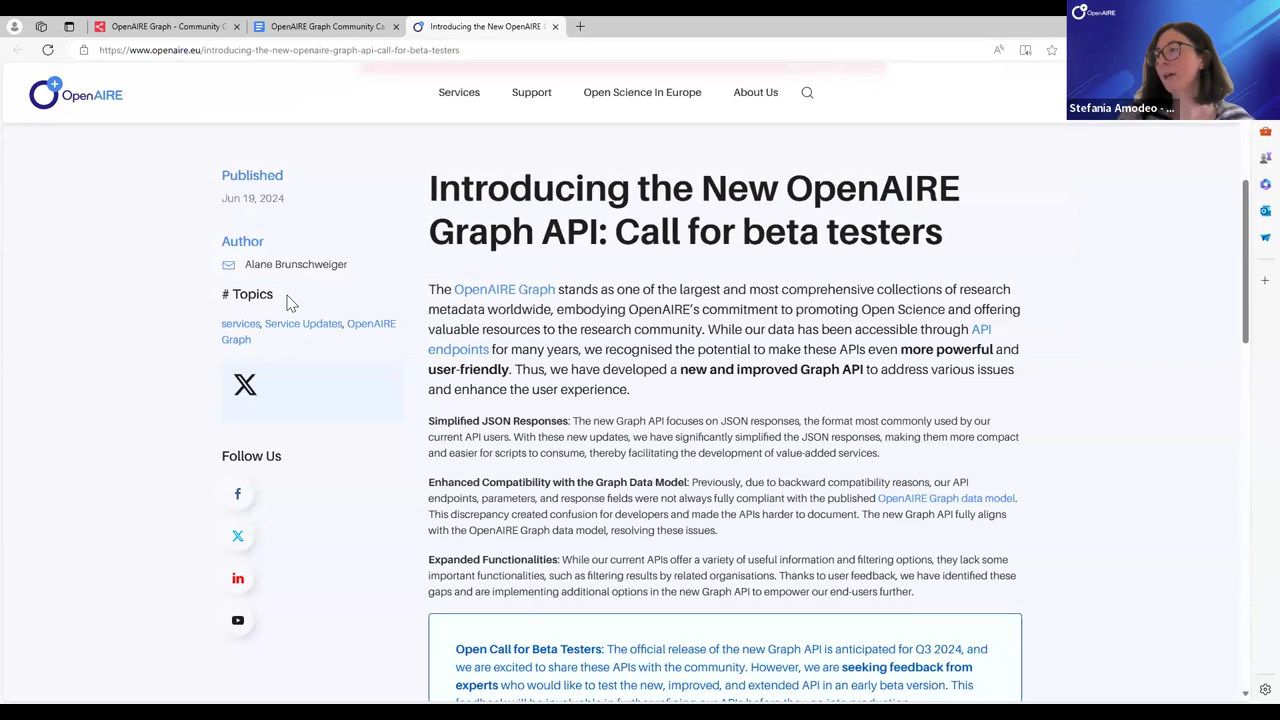 OpenAIRE Graph - Community C
OpenAIRE Graph Community Ca
Introducing the New OpenAIRE
https://www.openaire.eu/introducing-the-new-openaire-graph-api-call-for-beta-testers
OpenAIRE
Stefania Amodeo - ...
OpenAIRE
Services
Support
Open Science In Europe
About Us
Published
Jun 19, 2024
Author
Alane Brunschweiger
# Topics
services, Service Updates, OpenAIRE
Graph
Follow Us
Introducing the New OpenAIRE
Graph API: Call for beta testers
The OpenAIRE Graph stands as one of the largest and most comprehensive collections of research
metadata worldwide, embodying OpenAIRE's commitment to promoting Open Science and offering
valuable resources to the research community. While our data has been accessible through API
endpoints for many years, we recognised the potential to make these APIs even more powerful and
user-friendly. Thus, we have developed a new and improved Graph API to address various issues
and enhance the user experience.
Simplified JSON Responses: The new Graph API focuses on JSON responses, the format most commonly used by our
current API users. With these new updates, we have significantly simplified the JSON responses, making them more compact
and easier for scripts to consume, thereby facilitating the development of value-added services.
Enhanced Compatibility with the Graph Data Model: Previously, due to backward compatibility reasons, our API
endpoints, parameters, and response fields were not always fully compliant with the published OpenAIRE Graph data model.
This discrepancy created confusion for developers and made the APIs harder to document. The new Graph API fully aligns
with the OpenAIRE Graph data model, resolving these issues.
Expanded Functionalities: While our current APIs offer a variety of useful information and filtering options, they lack some
important functionalities, such as filtering results by related organisations. Thanks to user feedback, we have identified these
gaps and are implementing additional options in the new Graph API to empower our end-users further.
Open Call for Beta Testers: The official release of the new Graph API is anticipated for Q3 2024, and
we are excited to share these APIs with the community. However, we are seeking feedback from
experts who would like to test the new, improved, and extended API in an early beta version. This